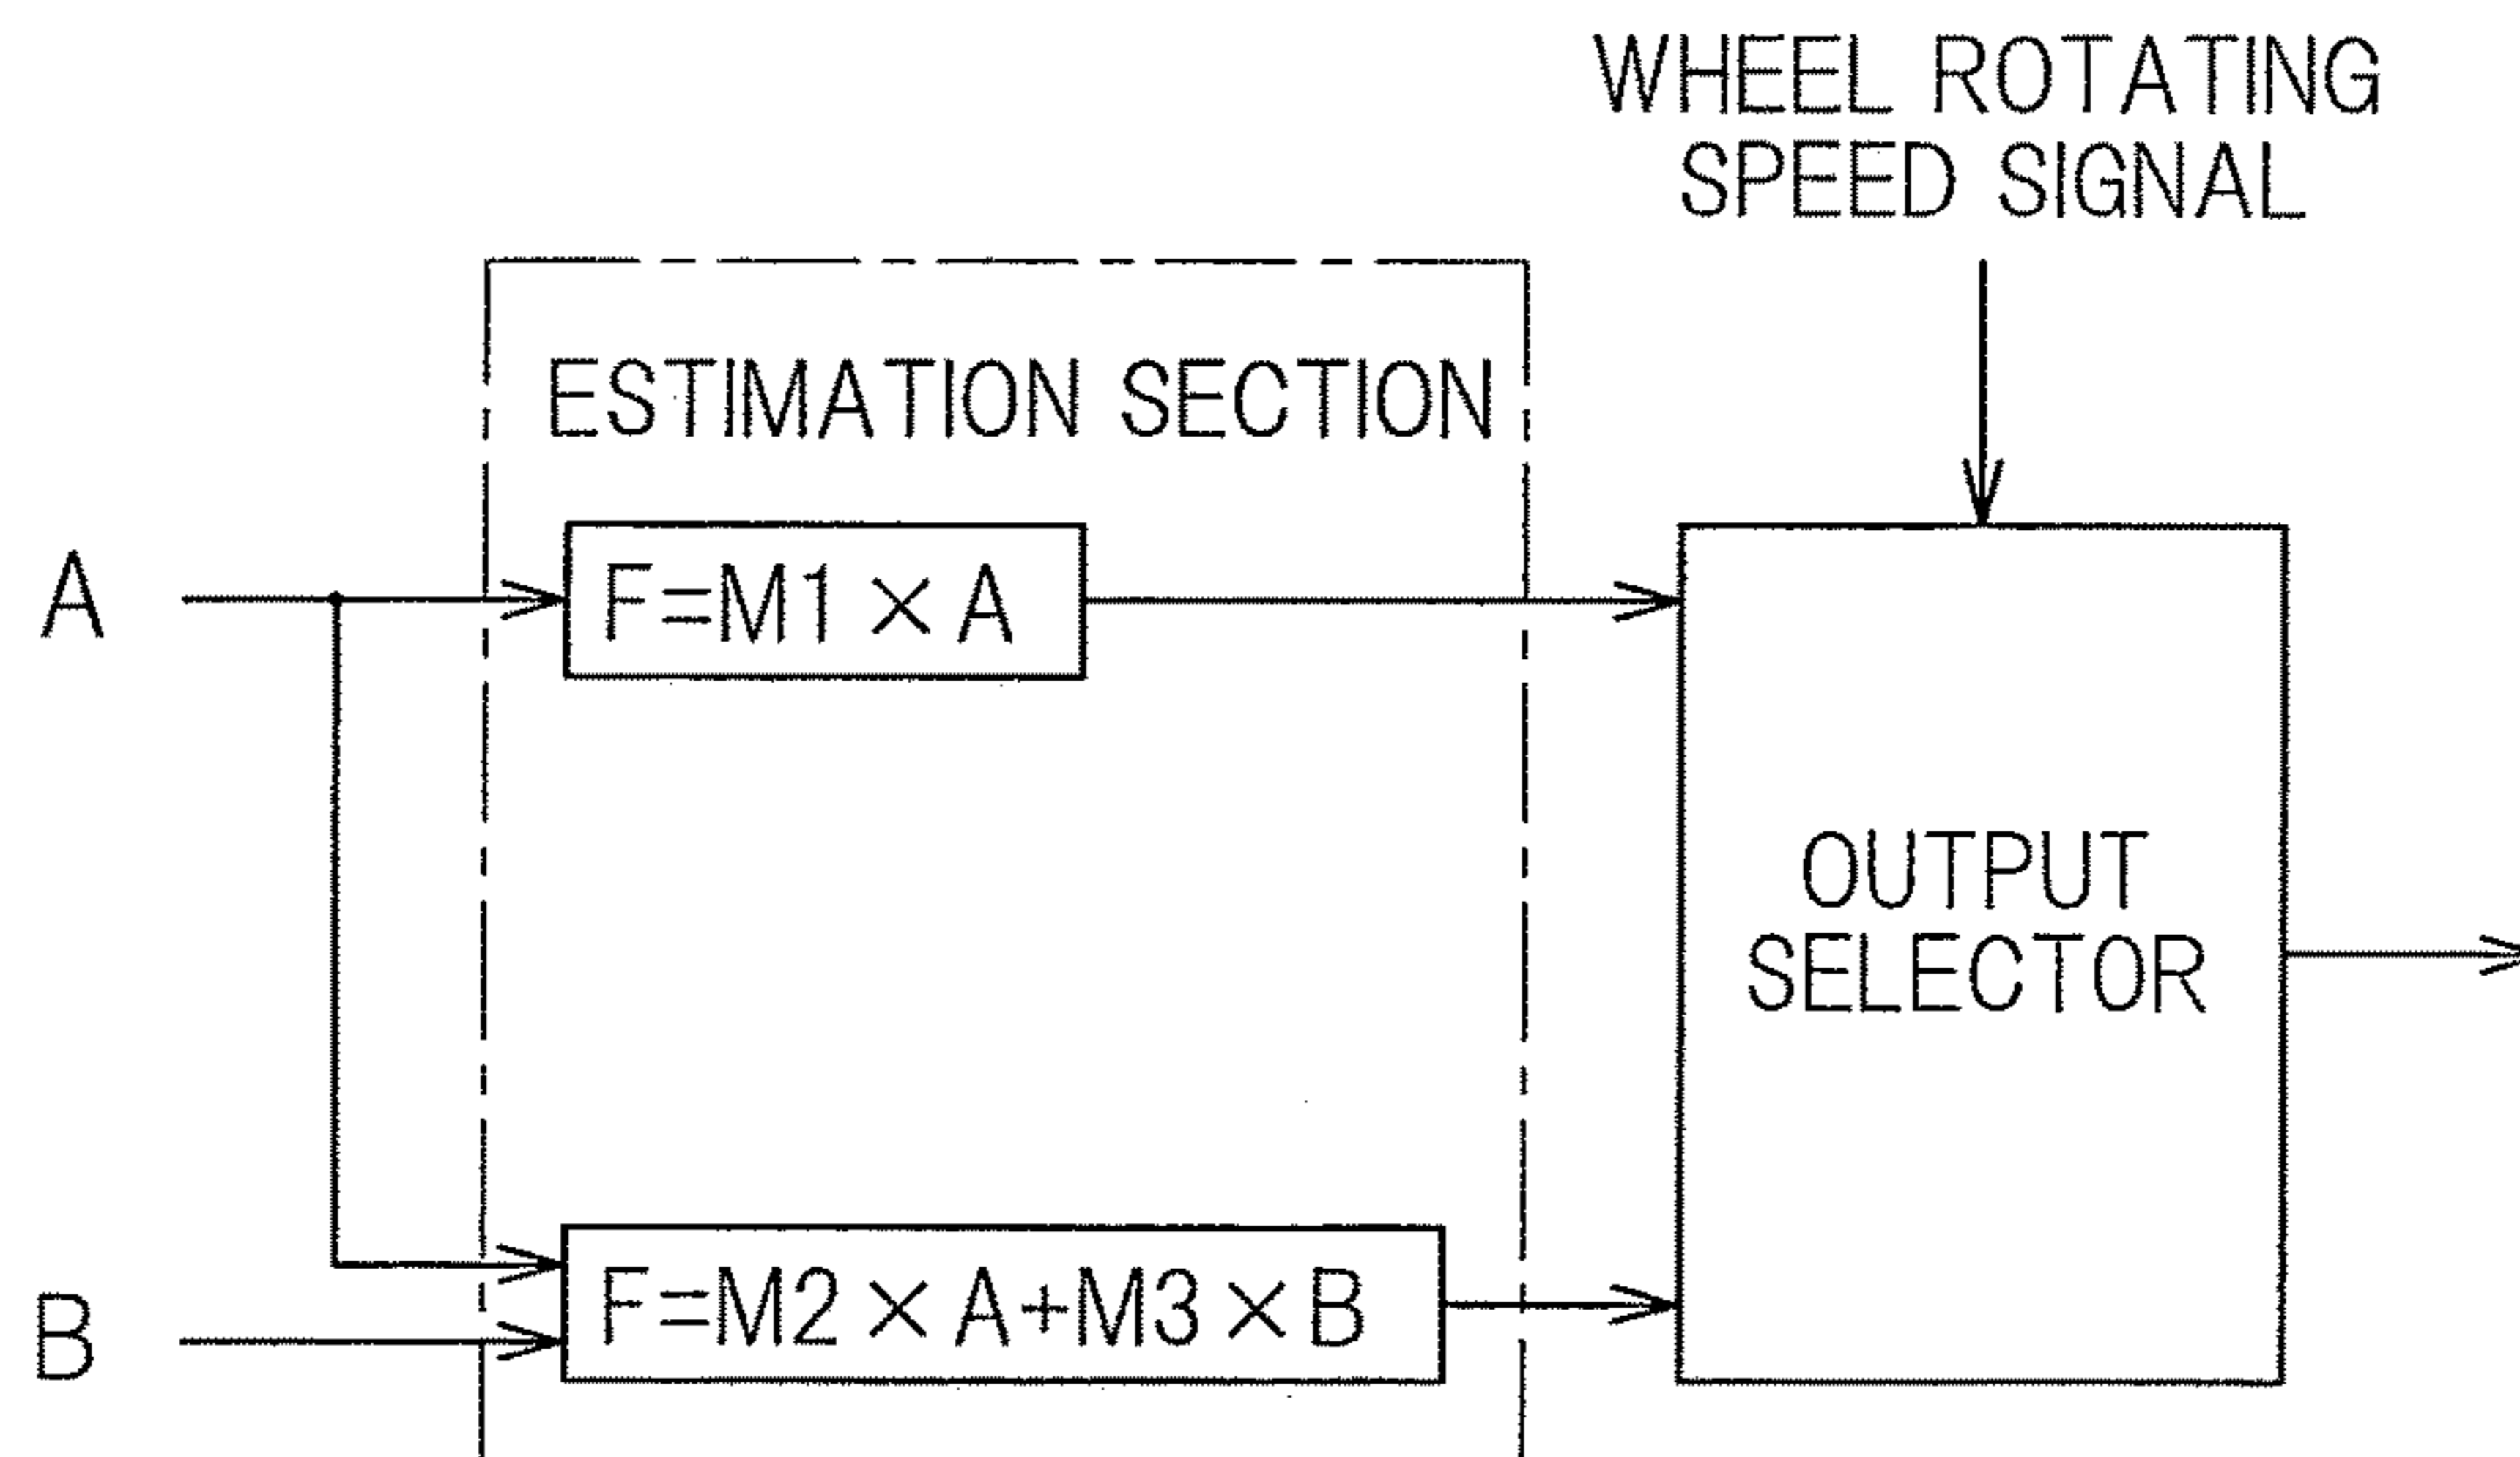 WHEEL ROTATING
SPEED SIGNAL
ESTIMATION SECTION
A
F=M1×A
OUTPUT
SELECTOR
B
F=M2×A+M3×B